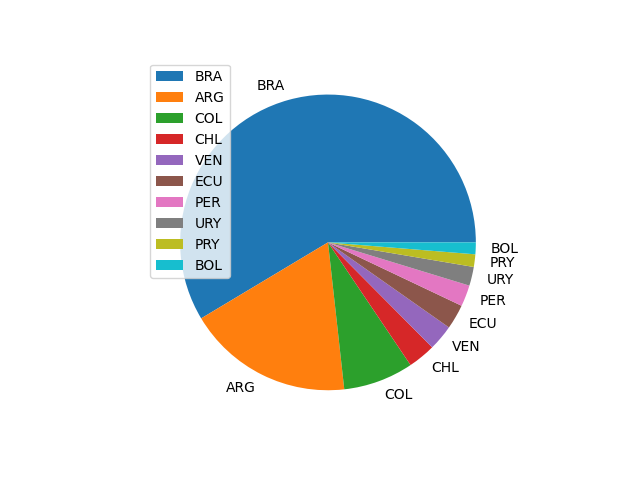 BRA
ARG
COL
CHL
VEN
ECU
PER
URY
PRY
BOL
BRA
ARG
COL
CHL
VEN
ECU
PER
URY
PRY
BOL